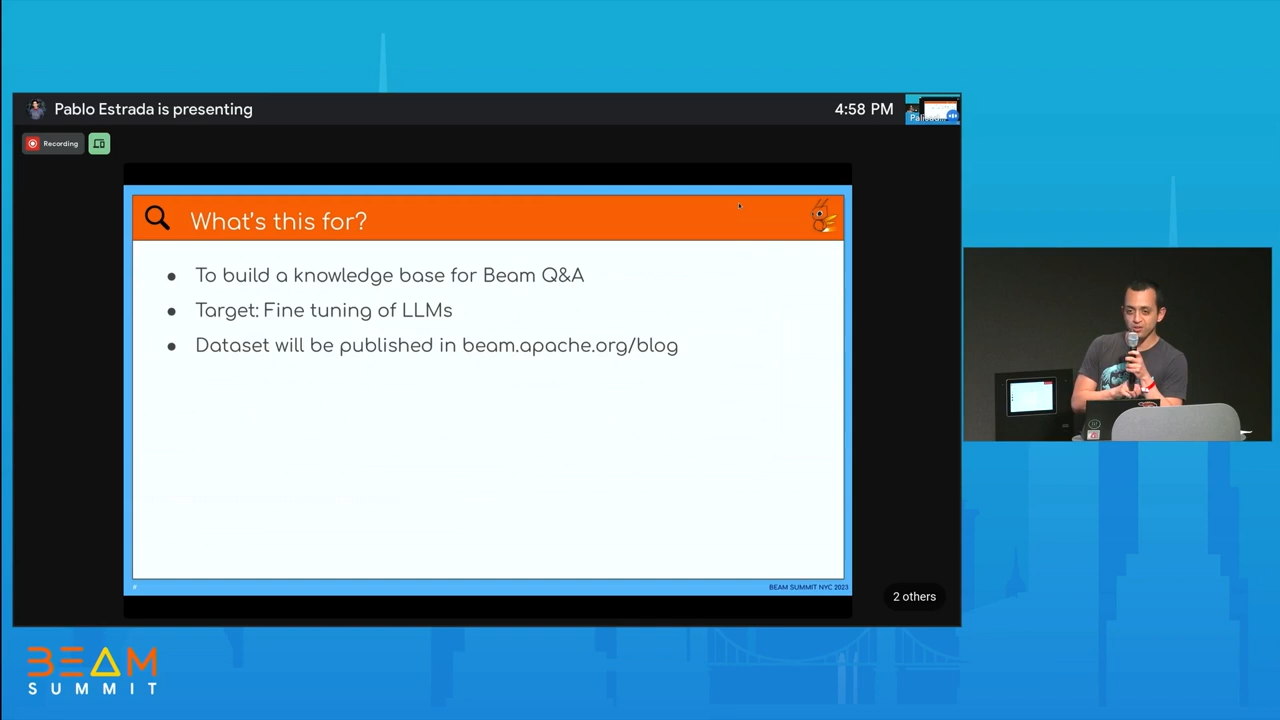 Pablo Estrada is presenting
4:58 PM
Recording
What's this for?
● To build a knowledge base for Beam Q&A
● Target: Fine tuning of LLMs
● Dataset will be published in beam.apache.org/blog
BEAM SUMMIT NYC 2023
2 others
BEAM
SUMMIT